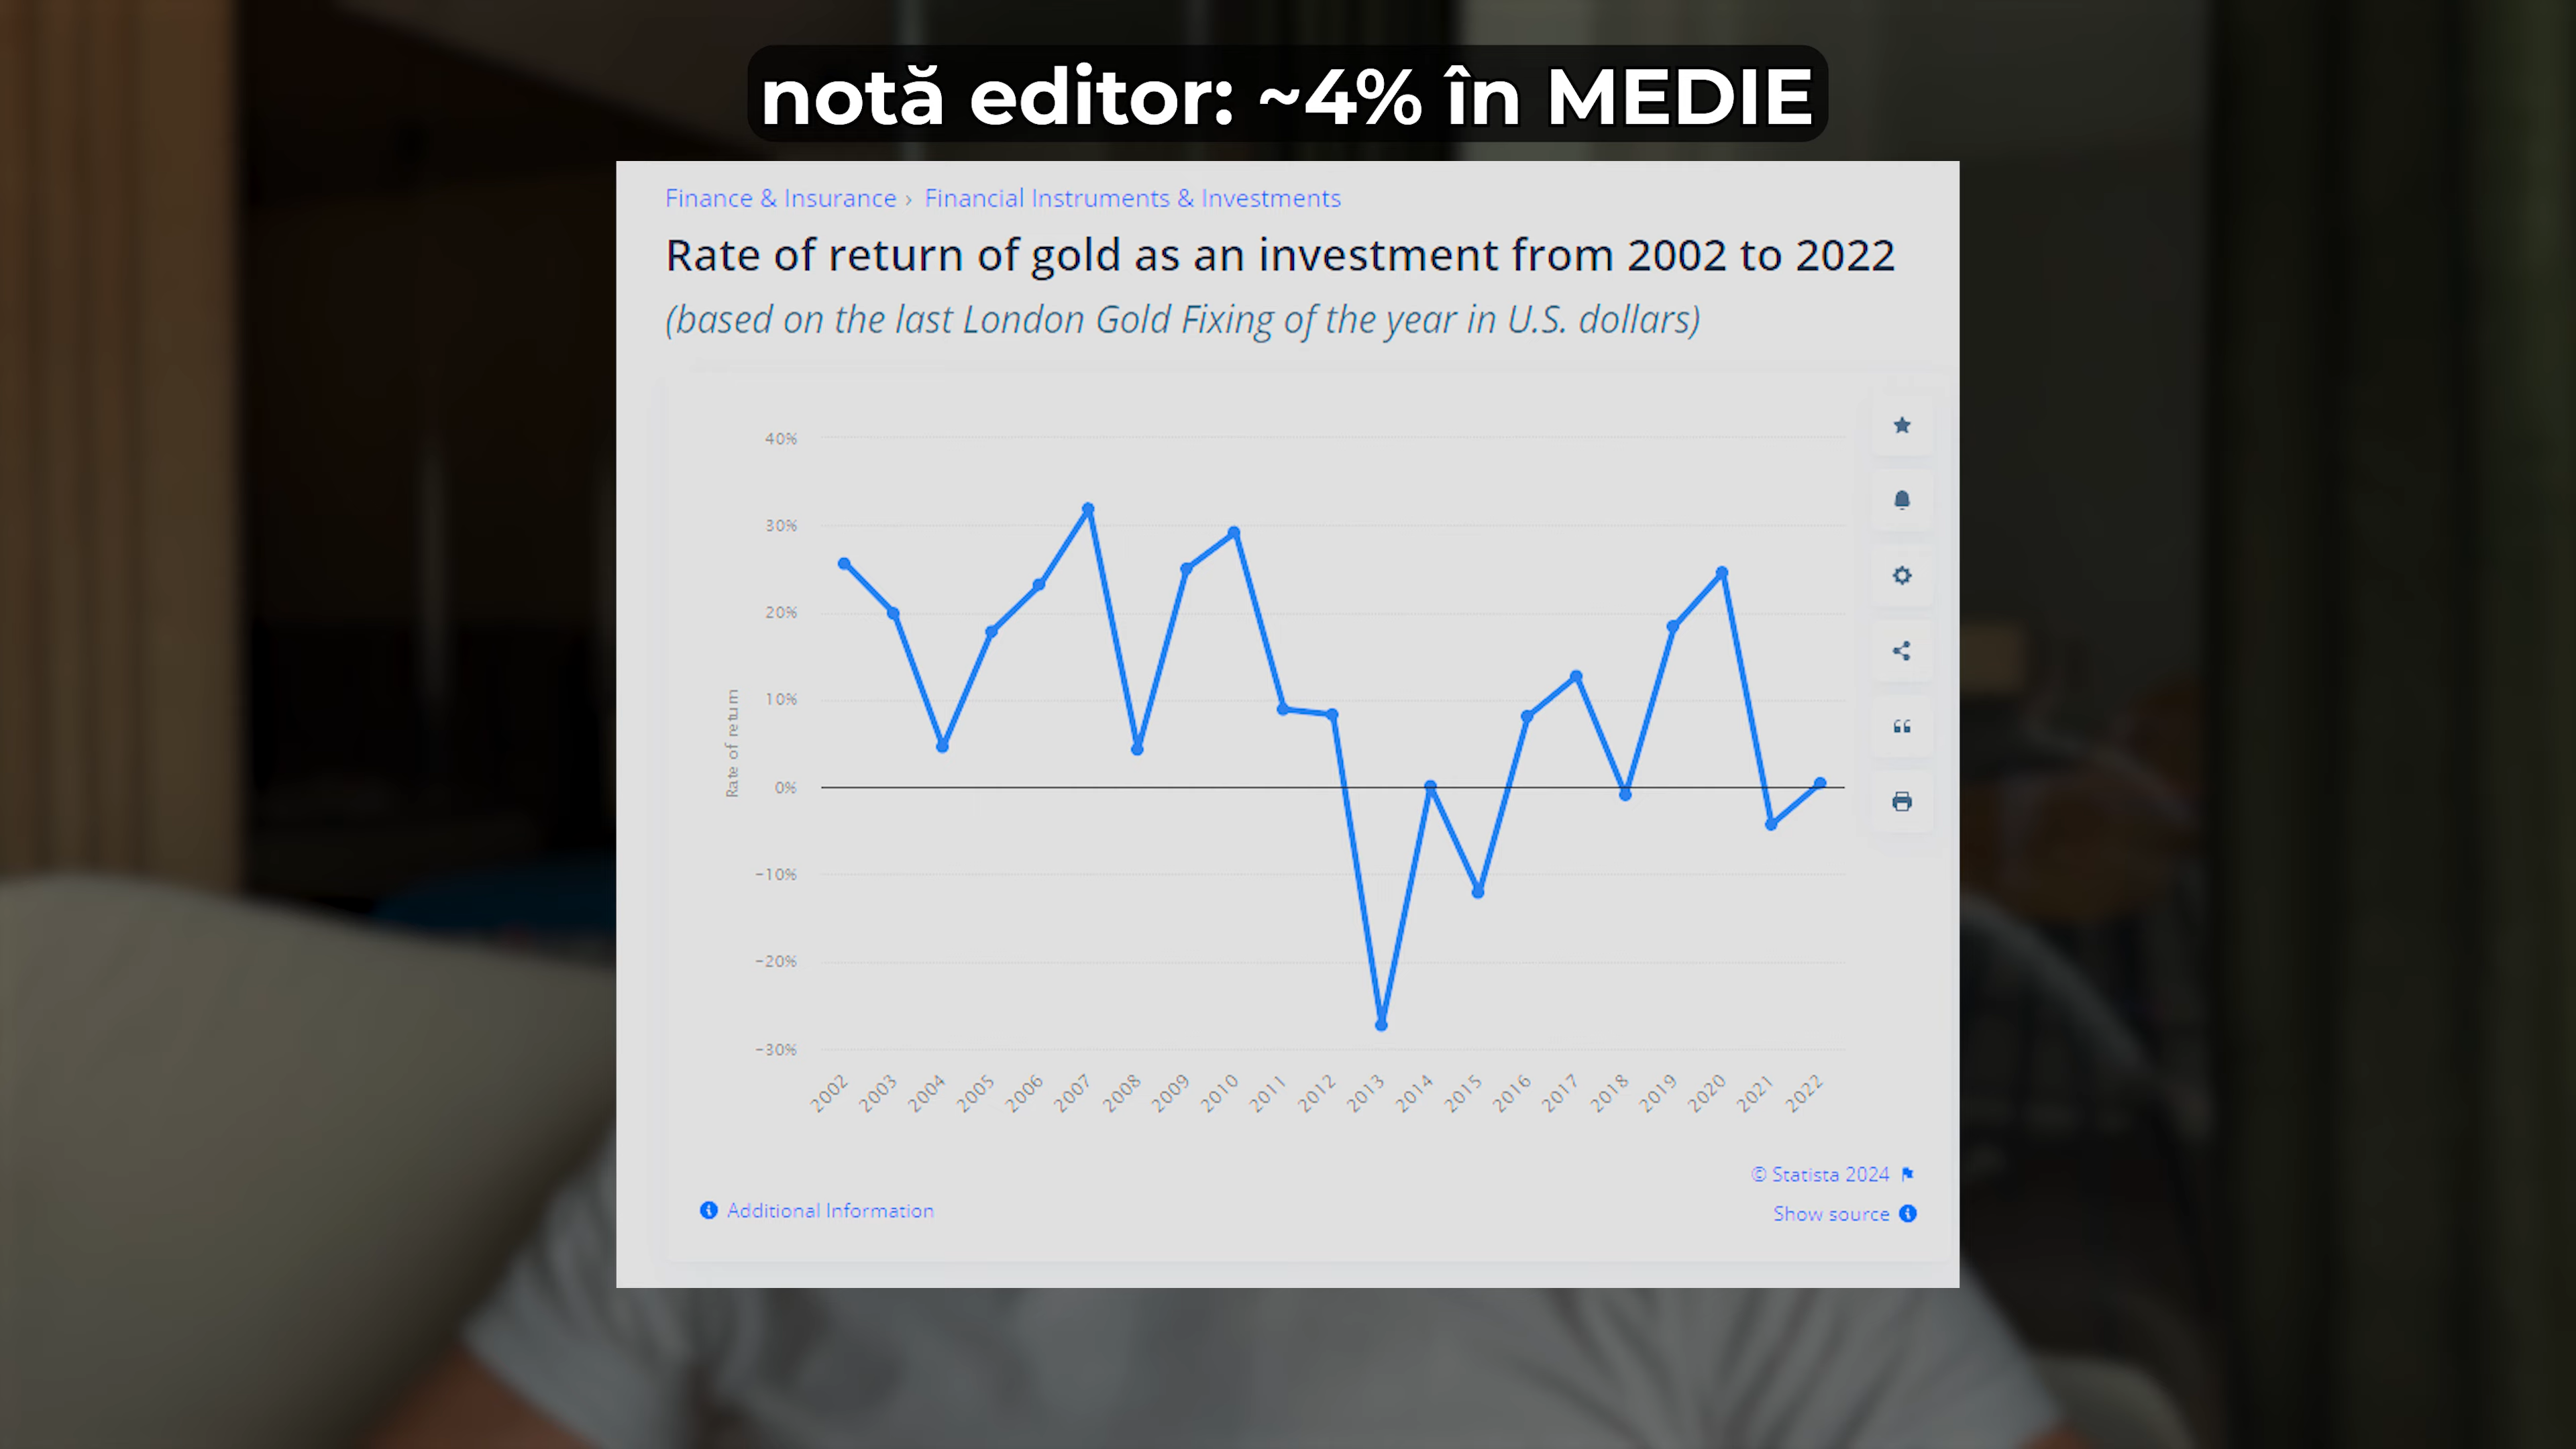 notă editor: ~4% în MEDIE
Finance & Insurance › Financial Instruments & Investments
Rate of return of gold as an investment from 2002 to 2022
(based on the last London Gold Fixing of the year in U.S. dollars)
40%
30%
20%
10%
0%
-10%
-20%
-30%
Rate of return
2002 2003 2004 2005 2006 2007 2008 2009 2010 2011 2012 2013 2014 2015 2016 2017 2018 2019 2020 2021 2022
© Statista 2024
Additional Information
Show source